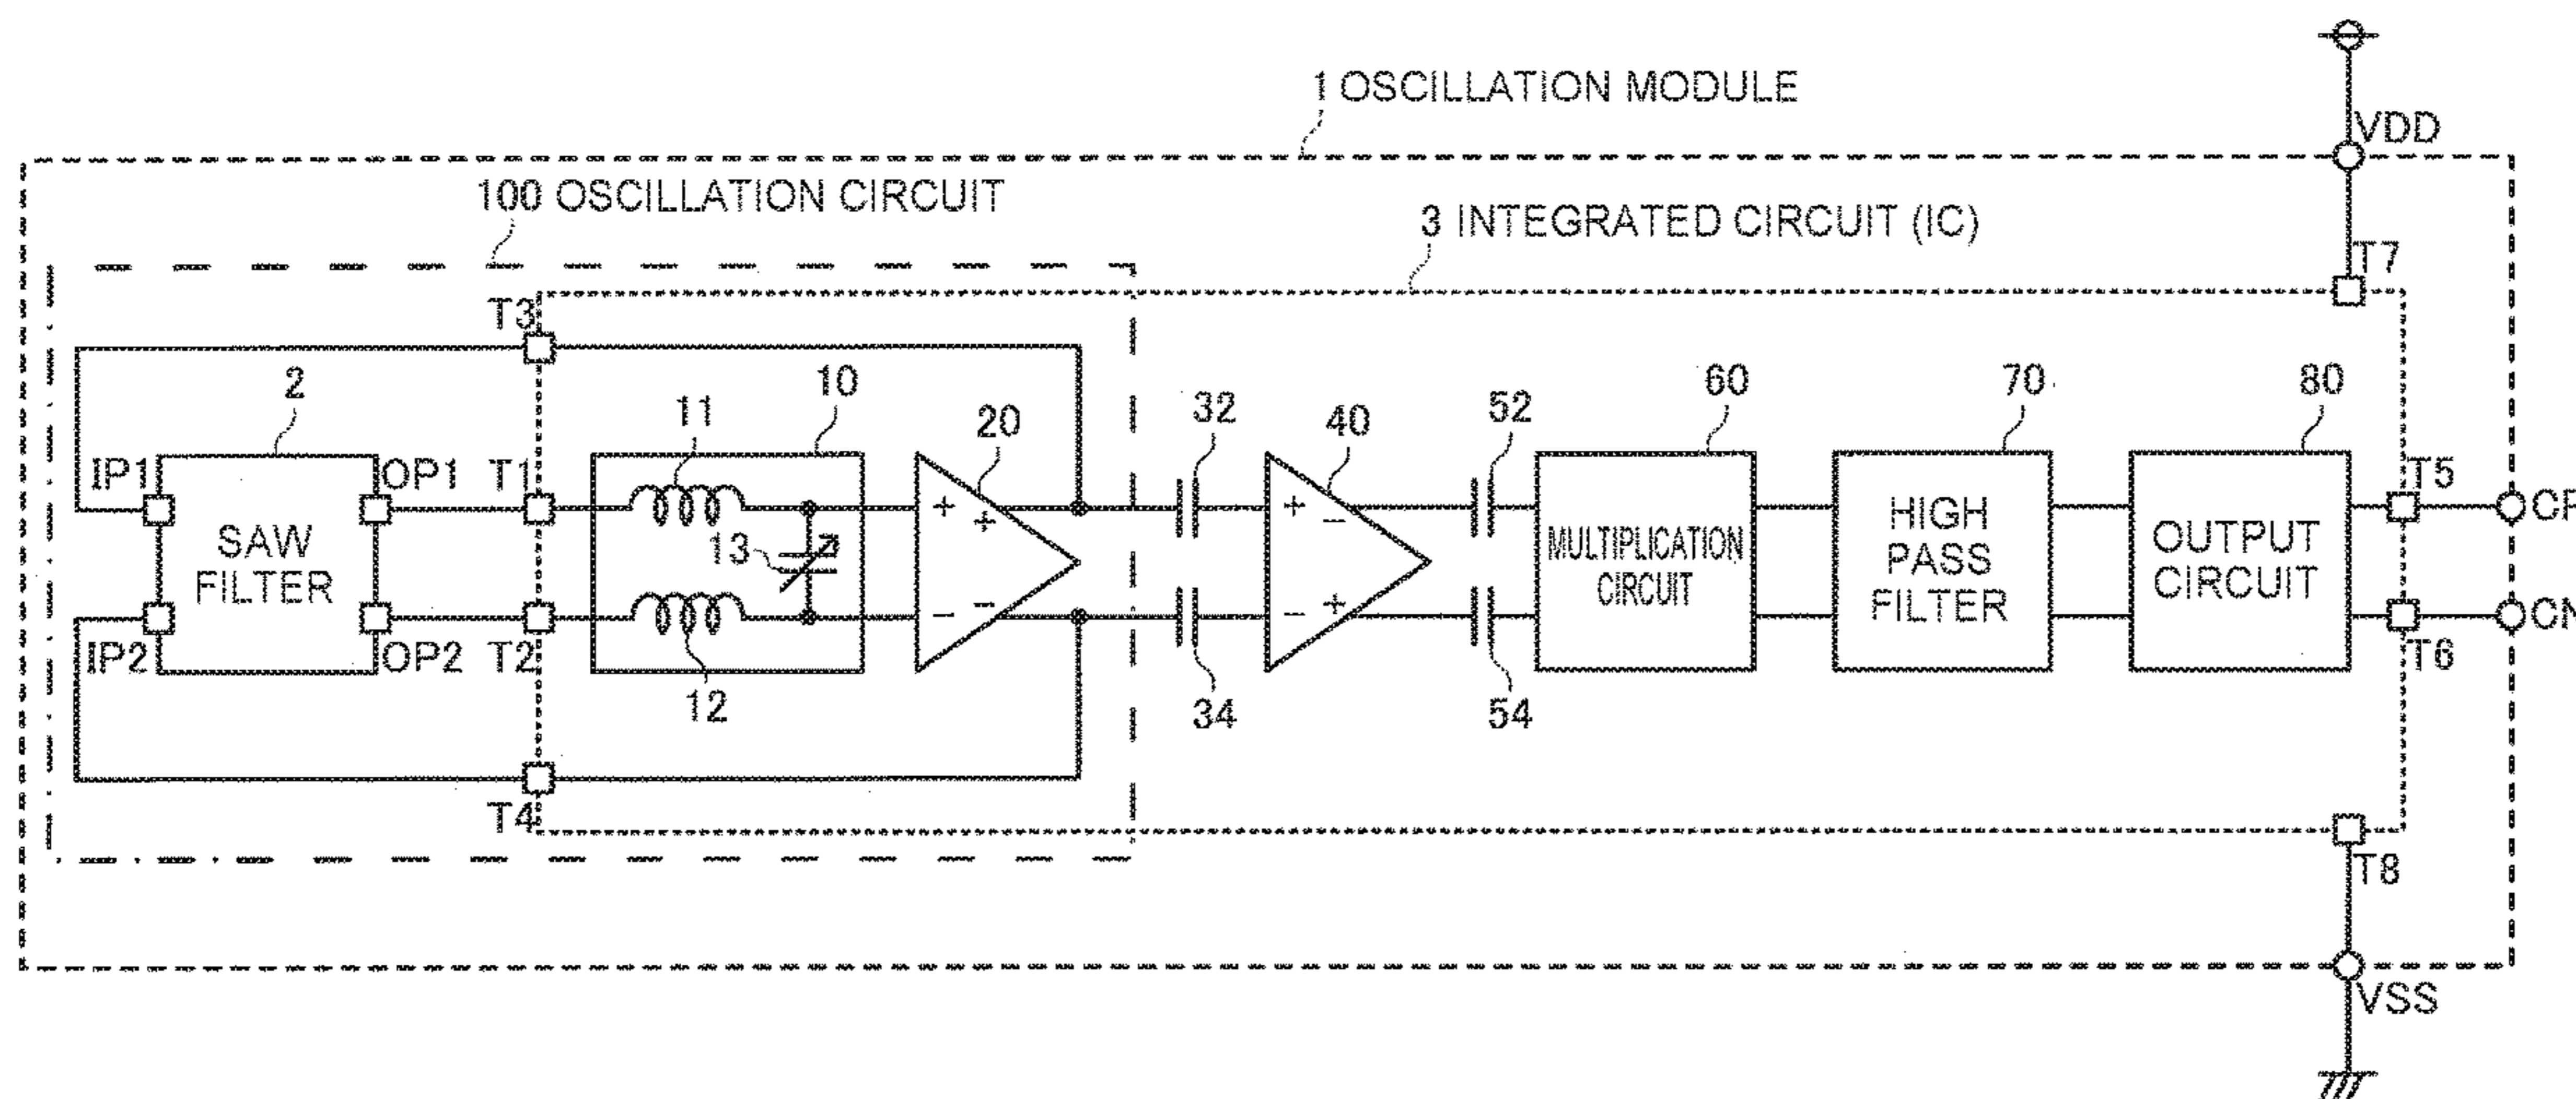 1 OSCILLATION MODULE
VDD
100 OSCILLATION CIRCUIT
3 INTEGRATED CIRCUIT (IC)
T7
T3
2
10
11
20
32
40
52
60
70
80
IP1
OP1
T1
T5
CP
SAW
FILTER
13
+
+
−
−
+
−
−
+
MULTIPLICATION
CIRCUIT
HIGH
PASS
FILTER
OUTPUT
CIRCUIT
CN
IP2
OP2
T2
T6
12
34
54
T4
T8
VSS